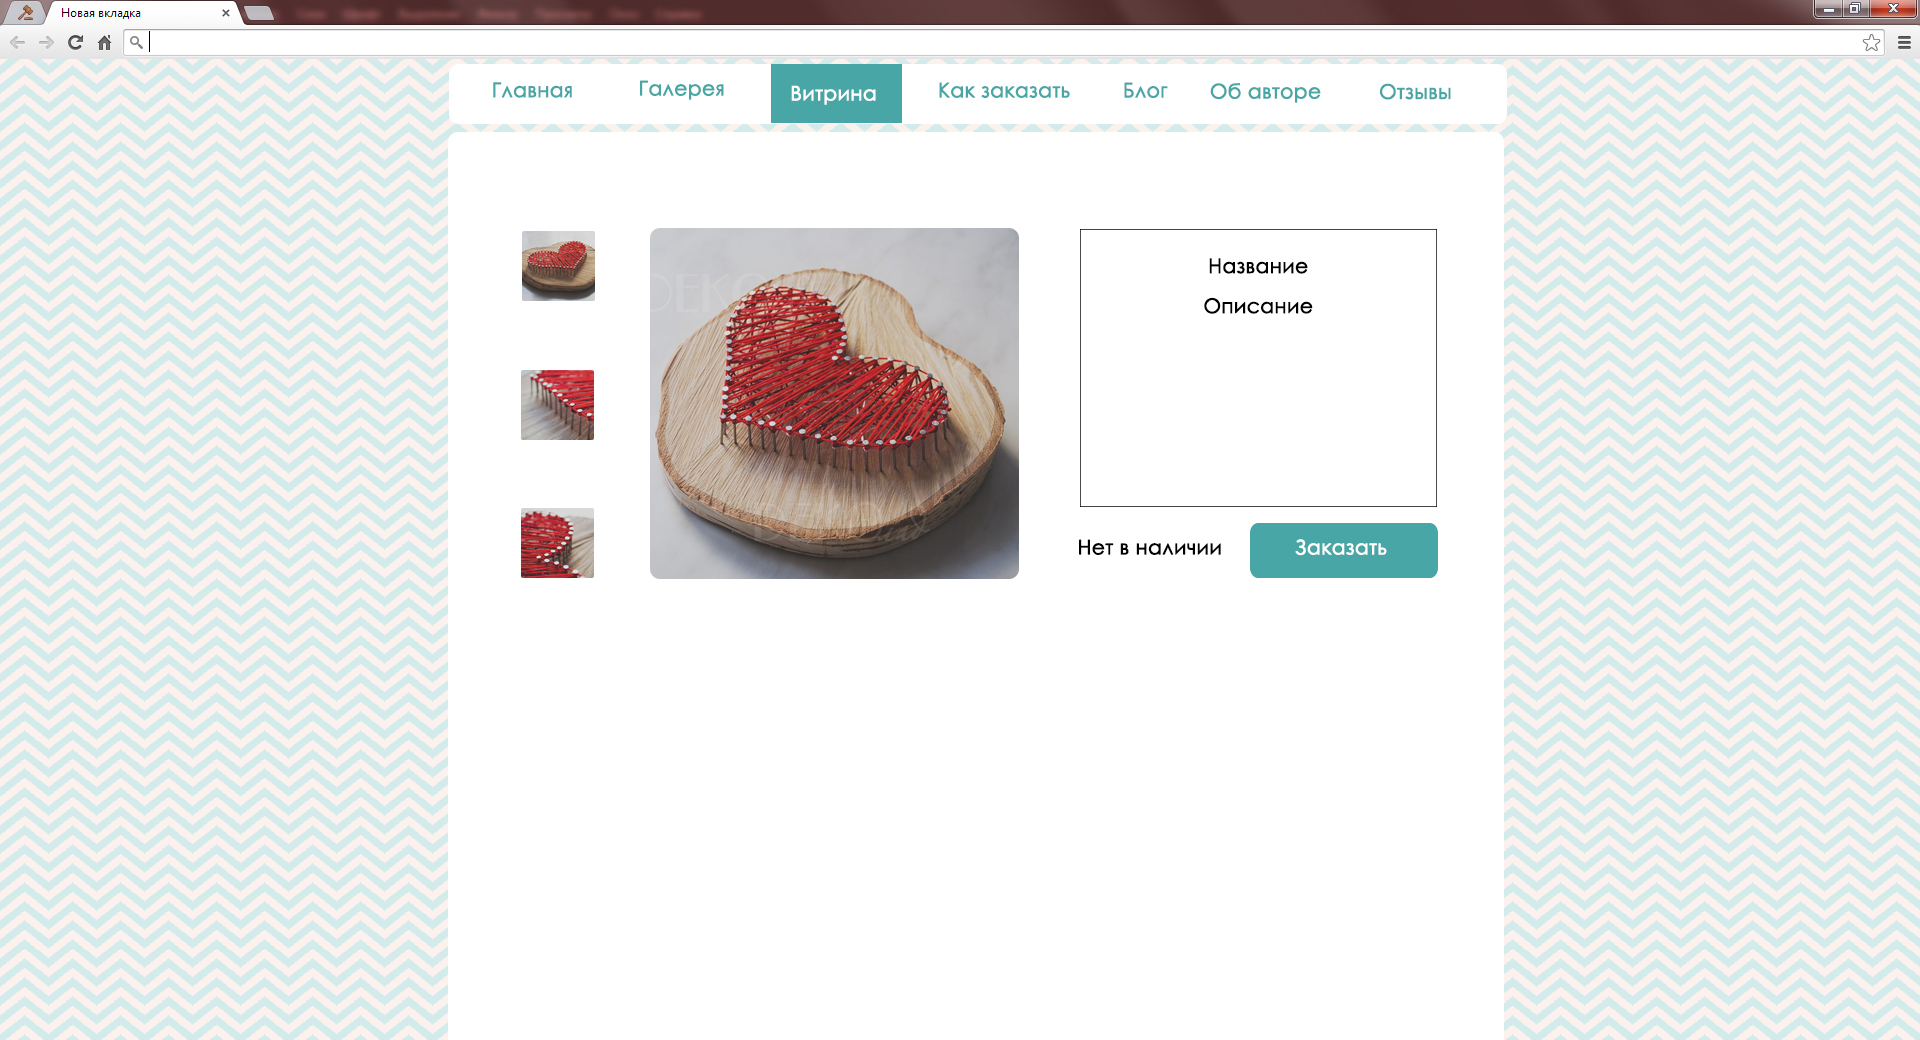 Новая вкладка
Главная Галерея Витрина Как заказать Блог Об авторе Отзывы
Название
Описание
Нет в наличии Заказать